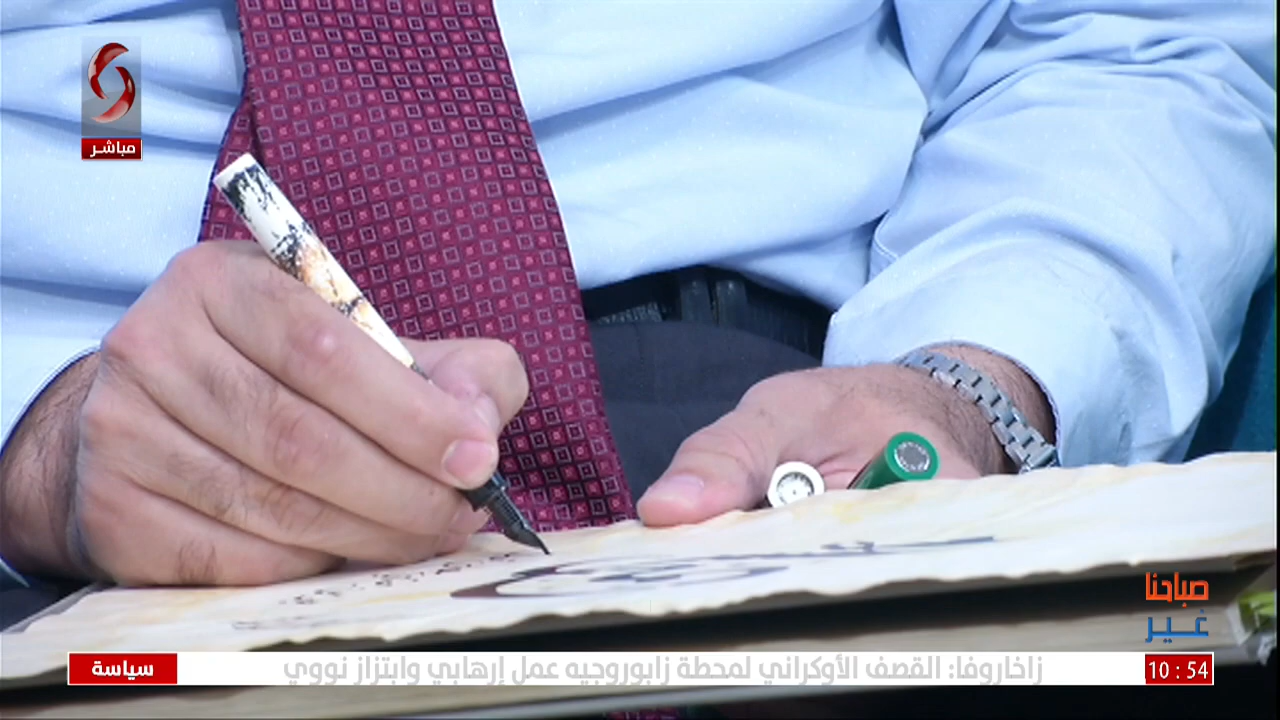 مباشر
صباحنا
غير
سياسة
زاخاروفا: القصف الأوكراني لمحطة زابوروجيه عمل إرهابي وابتزاز نووي
10 : 54